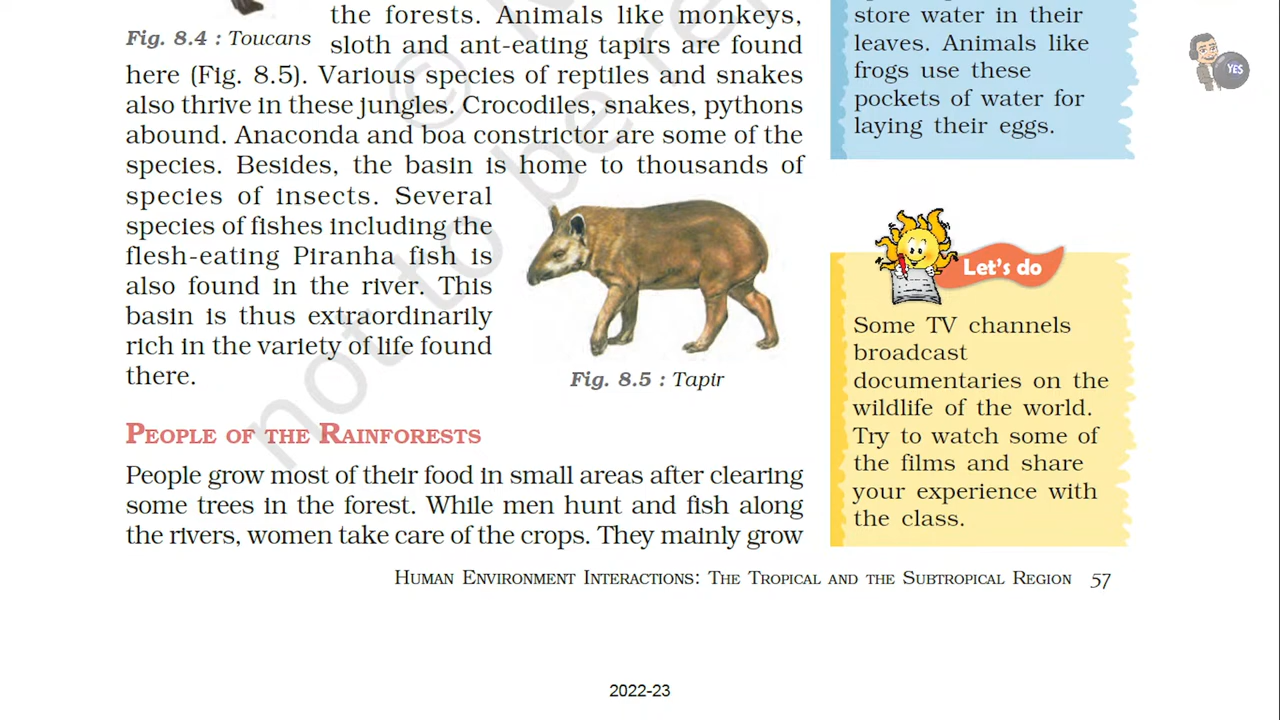 the forests. Animals like monkeys,
Fig. 8.4 : Toucans
sloth and ant-eating tapirs are found
here (Fig. 8.5). Various species of reptiles and snakes
also thrive in these jungles. Crocodiles, snakes, pythons
abound. Anaconda and boa constrictor are some of the
species. Besides, the basin is home to thousands of
species of insects. Several
species of fishes including the
flesh-eating Piranha fish is
also found in the river. This
basin is thus extraordinarily
rich in the variety of life found
there.
Fig. 8.5 : Tapir
PEOPLE OF THE RAINFORESTS
People grow most of their food in small areas after clearing
some trees in the forest. While men hunt and fish along
the rivers, women take care of the crops. They mainly grow
store water in their
leaves. Animals like
frogs use these
pockets of water for
laying their eggs.
YES
Let's do
Some TV channels
broadcast
documentaries on the
wildlife of the world.
Try to watch some of
the films and share
your experience with
the class.
HUMAN ENVIRONMENT INTERACTIONS: THE TROPICAL AND THE SUBTROPICAL REGION 57
2022-23
not to be re
©